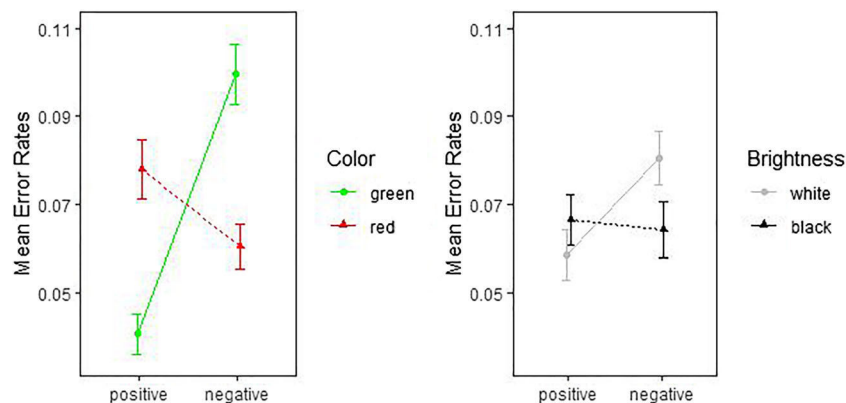 Mean Error Rates
0.11
0.09
0.07
0.05
positive
negative
Color
green
red
Mean Error Rates
0.11
0.09
0.07
0.05
positive
negative
Brightness
white
black